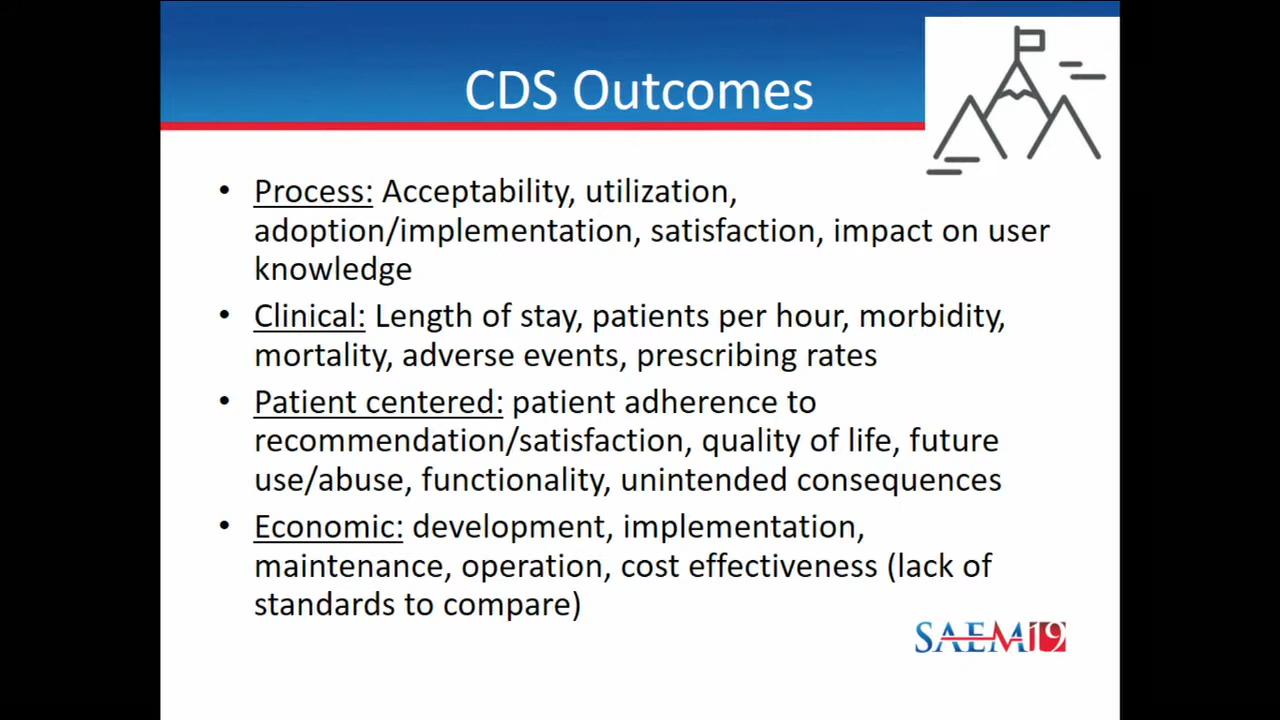 CDS Outcomes
• Process: Acceptability, utilization,
adoption/implementation, satisfaction, impact on user
knowledge
• Clinical: Length of stay, patients per hour, morbidity,
mortality, adverse events, prescribing rates
• Patient centered: patient adherence to
recommendation/satisfaction, quality of life, future
use/abuse, functionality, unintended consequences
• Economic: development, implementation,
maintenance, operation, cost effectiveness (lack of
standards to compare)
SAEM19